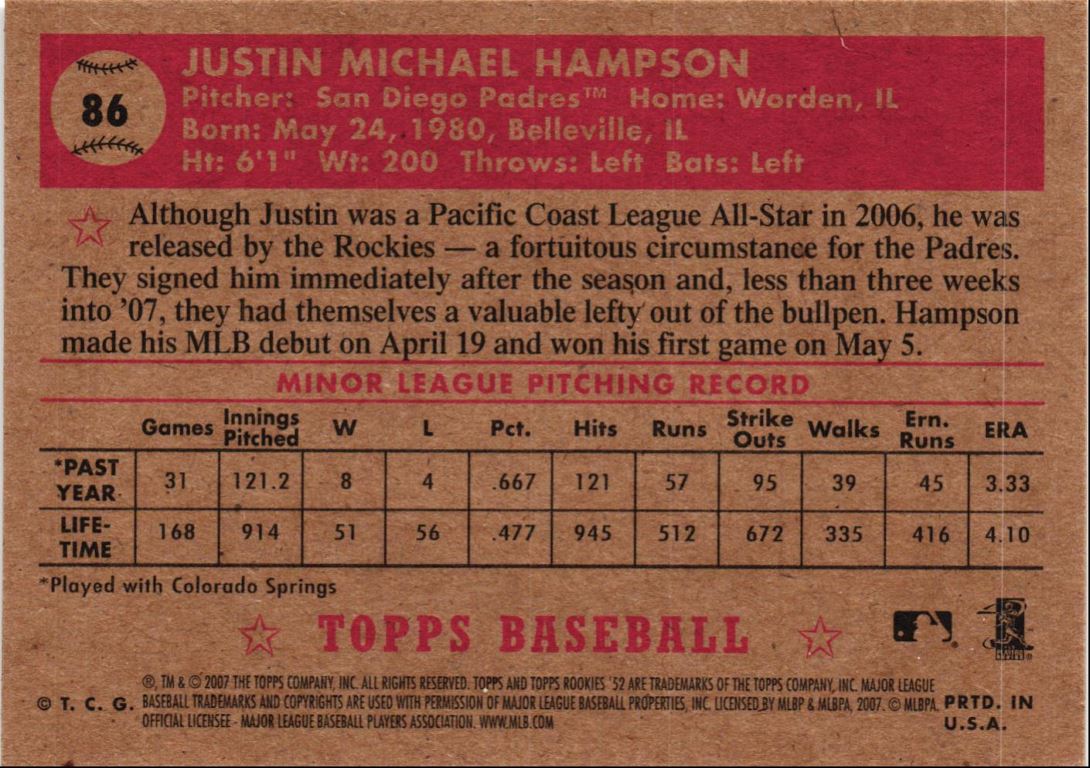 86
JUSTIN MICHAEL HAMPSON
Pitcher: San Diego Padres™ Home: Worden, IL
Born: May 24, 1980, Belleville, IL
Ht: 6'1" Wt: 200 Throws: Left Bats: Left
Although Justin was a Pacific Coast League All-Star in 2006, he was
released by the Rockies — a fortuitous circumstance for the Padres.
They signed him immediately after the season and, less than three weeks
into '07, they had themselves a valuable lefty out of the bullpen. Hampson
made his MLB debut on April 19 and won his first game on May 5.
MINOR LEAGUE PITCHING RECORD
Games Innings Pitched W L Pct. Hits Runs Strike Outs Walks Ern. Runs ERA
*PAST YEAR 31 121.2 8 4 .667 121 57 95 39 45 3.33
LIFE-TIME 168 914 51 56 .477 945 512 672 335 416 4.10
*Played with Colorado Springs
TOPPS BASEBALL
®, TM & © 2007 THE TOPPS COMPANY, INC. ALL RIGHTS RESERVED. TOPPS AND TOPPS ROOKIES '52 ARE TRADEMARKS OF THE TOPPS COMPANY, INC. MAJOR LEAGUE
© T. C. G. BASEBALL TRADEMARKS AND COPYRIGHTS ARE USED WITH PERMISSION OF MAJOR LEAGUE BASEBALL PROPERTIES, INC. LICENSED BY MLBP & MLBPA, 2007. © MLBPA. PRTD. IN
OFFICIAL LICENSEE - MAJOR LEAGUE BASEBALL PLAYERS ASSOCIATION. WWW.MLB.COM U.S.A.